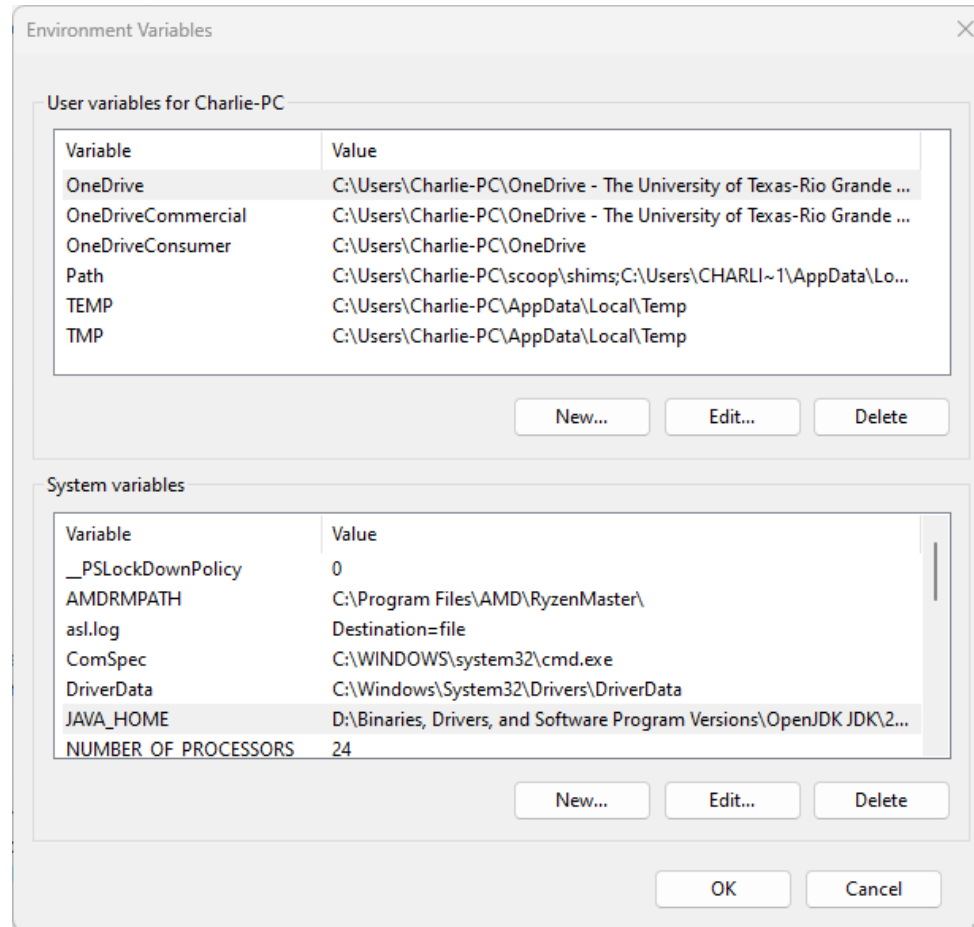 Environment Variables
User variables for Charlie-PC
Variable Value
OneDrive C:\Users\Charlie-PC\OneDrive - The University of Texas-Rio Grande ...
OneDriveCommercial C:\Users\Charlie-PC\OneDrive - The University of Texas-Rio Grande ...
OneDriveConsumer C:\Users\Charlie-PC\OneDrive
Path C:\Users\Charlie-PC\scoop\shims;C:\Users\CHARLI~1\AppData\Lo...
TEMP C:\Users\Charlie-PC\AppData\Local\Temp
TMP C:\Users\Charlie-PC\AppData\Local\Temp
New... Edit... Delete
System variables
Variable Value
__PSLockDownPolicy 0
AMDRMPATH C:\Program Files\AMD\RyzenMaster\
asl.log Destination=file
ComSpec C:\WINDOWS\system32\cmd.exe
DriverData C:\Windows\System32\Drivers\DriverData
JAVA_HOME D:\Binaries, Drivers, and Software Program Versions\OpenJDK JDK\2...
NUMBER_OF_PROCESSORS 24
New... Edit... Delete
OK Cancel